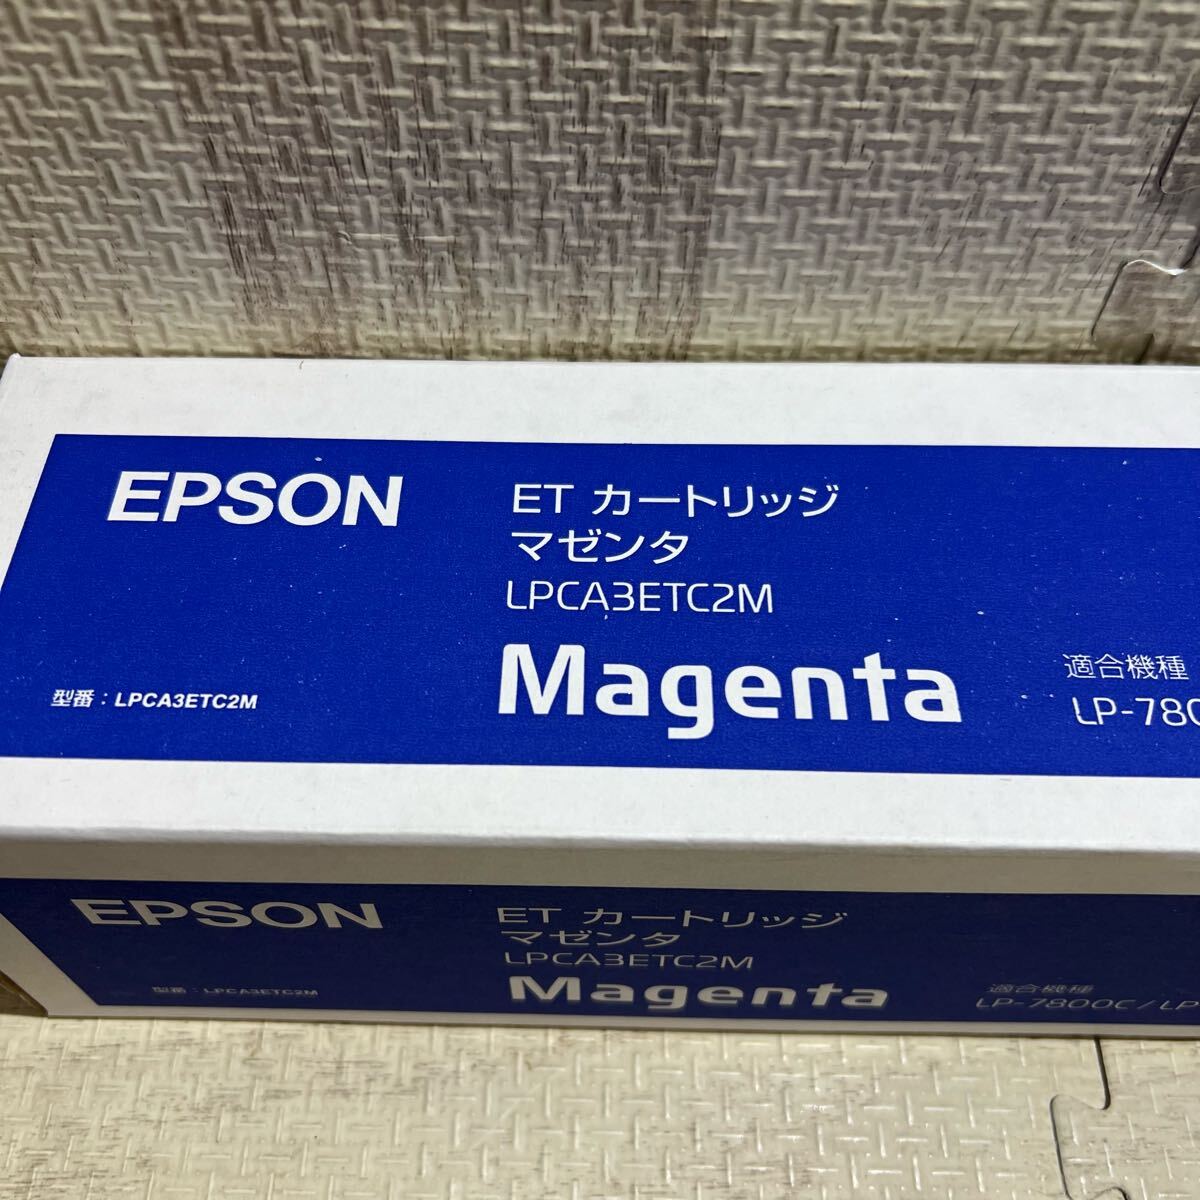 EPSON
ET カートリッジ
マゼンタ
LPCA3ETC2M
Magenta
型番：LPCA3ETC2M
適合機種
LP-780
EPSON
ET カートリッジ
マゼンタ
LPCA3ETC2M
Magenta
型番：LPCA3ETC2M
適合機種
LP-7800C/LP